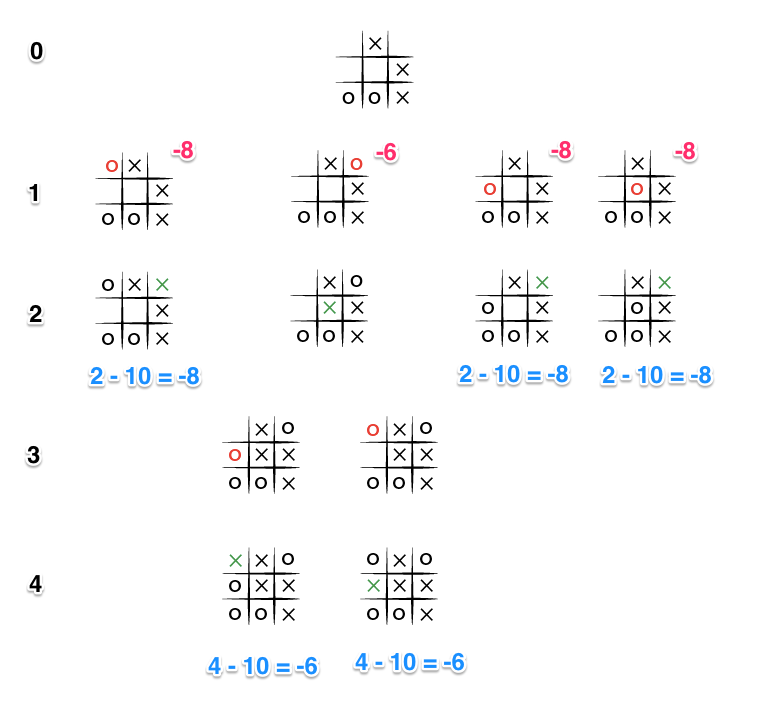 0
X
X
O O X
-8 -6 -8 -8
1
O X X O X X
X X O X O X
O O X O O X O O X O O X
2
O X X X O X X X X
X X X O X O X
O O X O O X O O X O O X
2 - 10 = -8 2 - 10 = -8 2 - 10 = -8
3
X O O X O
O X X X X
O O X O O X
4
X X O O X O
O X X X X X
O O X O O X
4 - 10 = -6 4 - 10 = -6